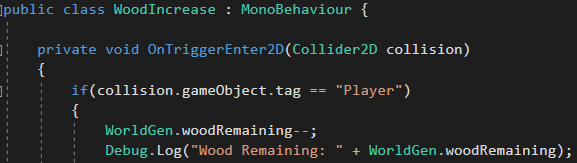 public class WoodIncrease : MonoBehaviour {
private void OnTriggerEnter2D(Collider2D collision)
{
if(collision.gameObject.tag == "Player")
{
WorldGen.woodRemaining--;
Debug.Log("Wood Remaining: " + WorldGen.woodRemaining);